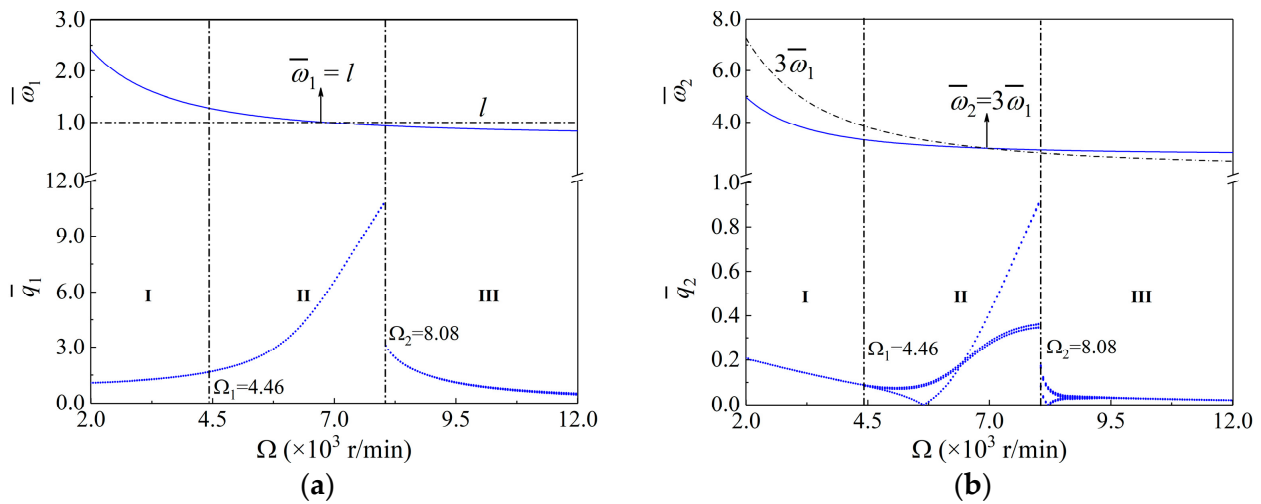 3.0
2.0
1.0
ω̅₁
ω̅₁ = l
l
12.0
9.0
6.0
3.0
0.0
q̅₁
I
II
III
Ω₁=4.46
Ω₂=8.08
2.0 4.5 7.0 9.5 12.0
Ω (×10³ r/min)
(a)
8.0
6.0
4.0
ω̅₂
3ω̅₁
ω̅₂=3ω̅₁
1.0
0.8
0.6
0.4
0.2
0.0
q̅₂
I
II
III
Ω₁=4.46
Ω₂=8.08
2.0 4.5 7.0 9.5 12.0
Ω (×10³ r/min)
(b)